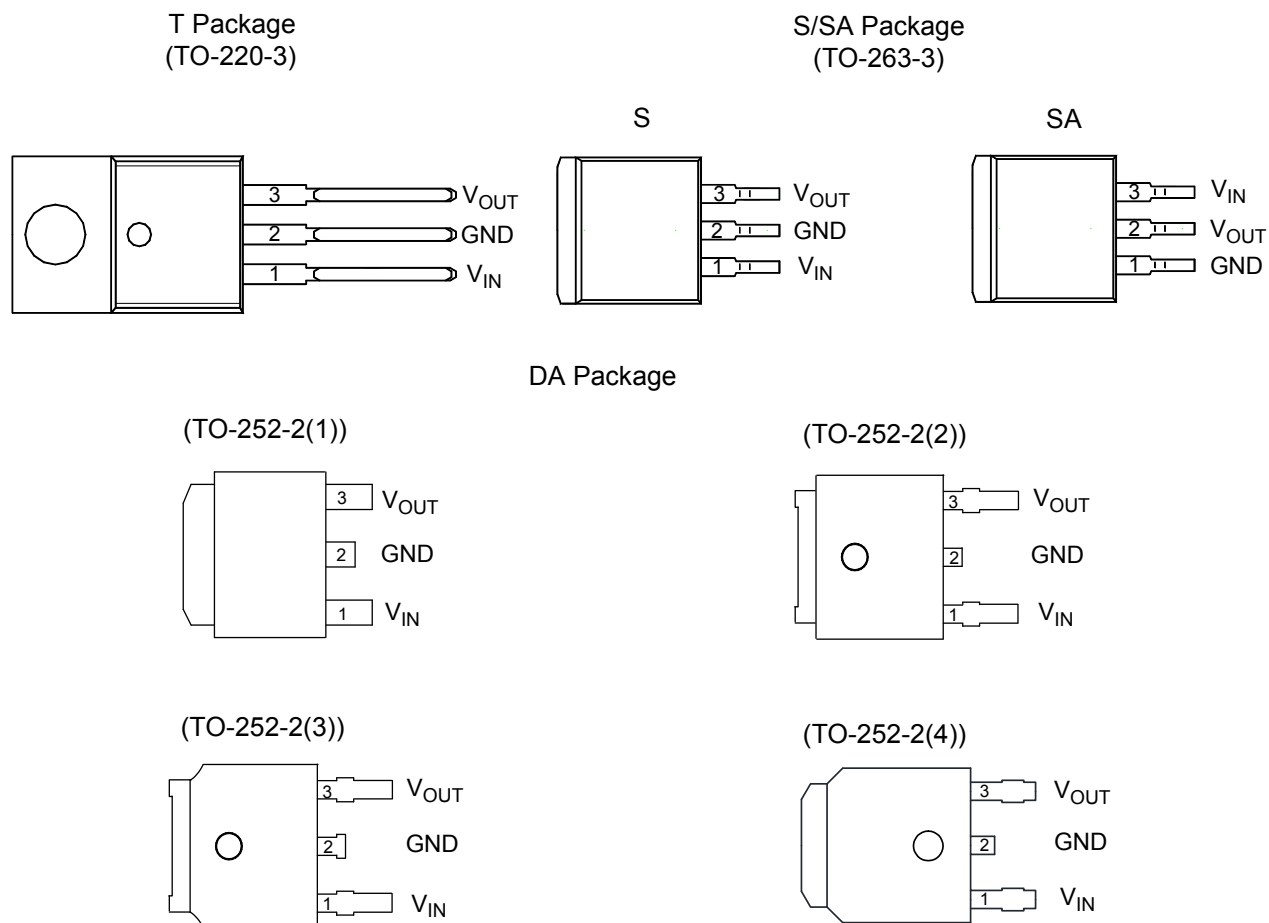 T Package
(TO-220-3)
S/SA Package
(TO-263-3)
S
SA
3 VOUT
2 GND
1 VIN
3 VOUT
2 GND
1 VIN
3 VIN
2 VOUT
1 GND
DA Package
(TO-252-2(1))
3 VOUT
2 GND
1 VIN
(TO-252-2(2))
3 VOUT
2 GND
1 VIN
(TO-252-2(3))
3 VOUT
2 GND
1 VIN
(TO-252-2(4))
3 VOUT
2 GND
1 VIN